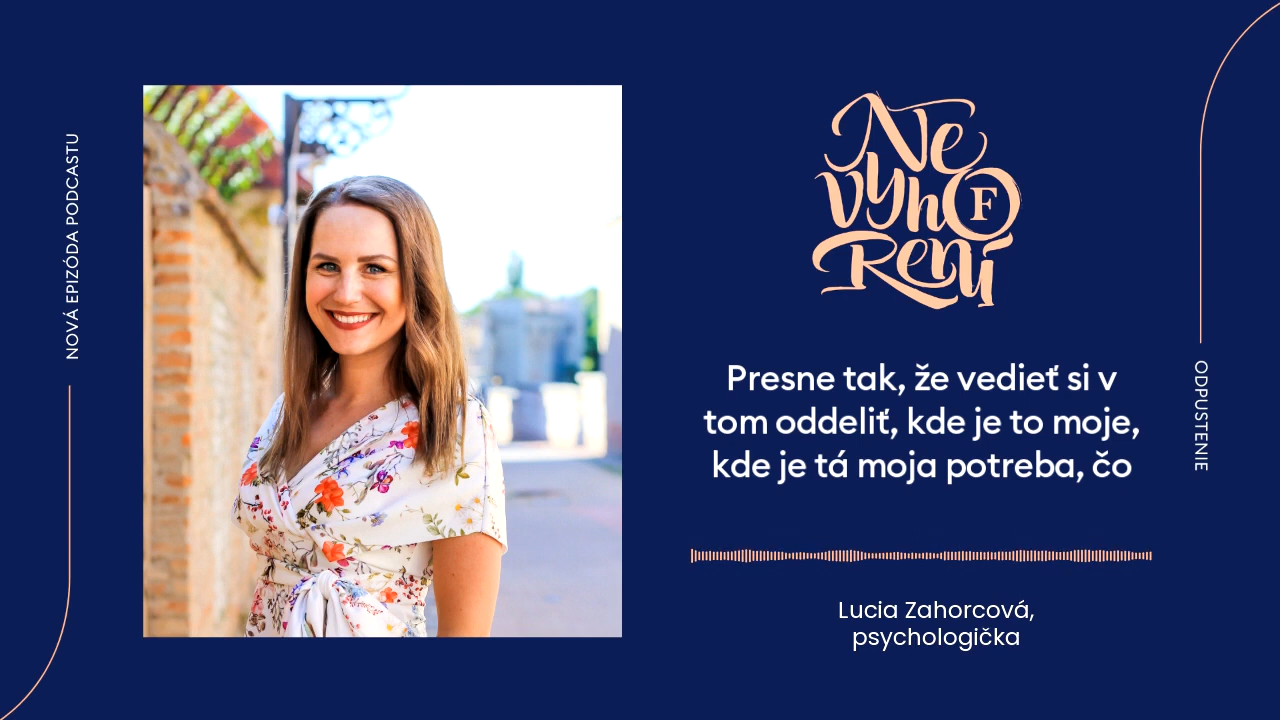 NOVÁ EPIZÓDA PODCASTU
Ne
vyho
F
Rení
Presne tak, že vedieť si v
tom oddeliť, kde je to moje,
kde je tá moja potreba, čo
ODPUSTENIE
Lucia Zahorcová,
psychologička